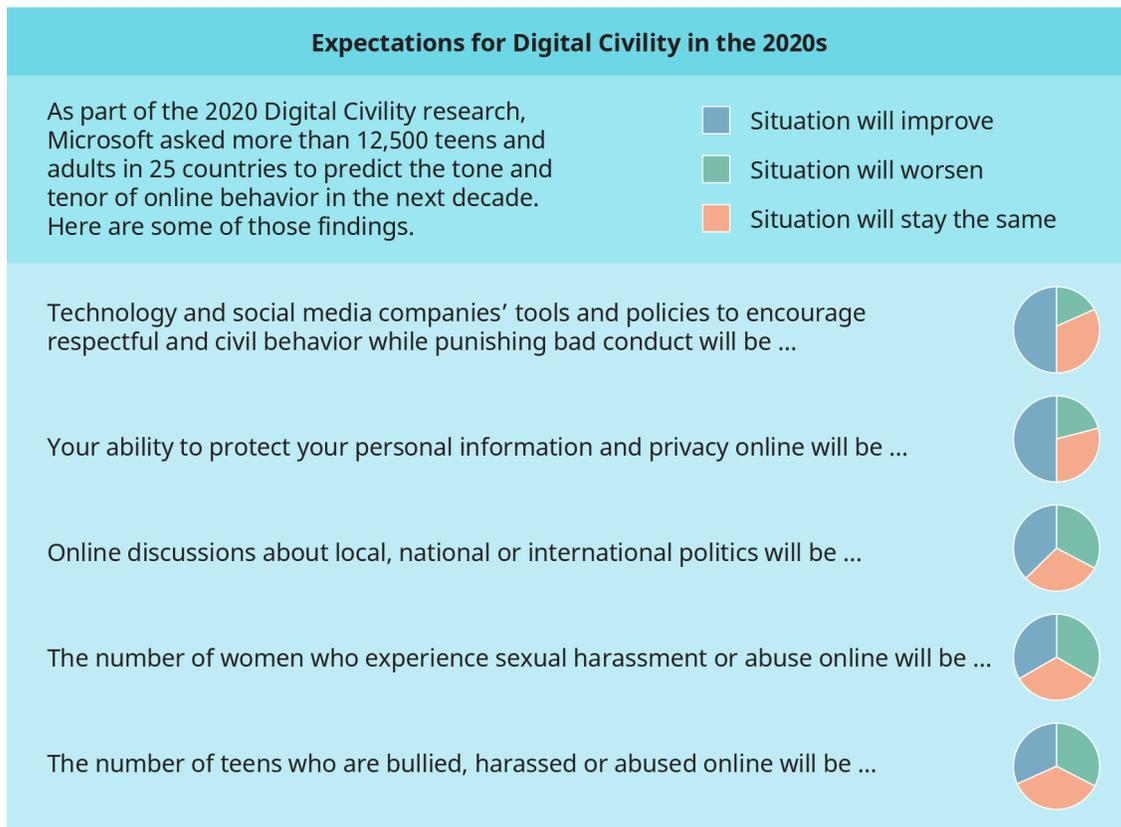 Expectations for Digital Civility in the 2020s
As part of the 2020 Digital Civility research,
Microsoft asked more than 12,500 teens and
adults in 25 countries to predict the tone and
tenor of online behavior in the next decade.
Here are some of those findings.
Situation will improve
Situation will worsen
Situation will stay the same
Technology and social media companies’ tools and policies to encourage
respectful and civil behavior while punishing bad conduct will be ...
Your ability to protect your personal information and privacy online will be ...
Online discussions about local, national or international politics will be ...
The number of women who experience sexual harassment or abuse online will be ...
The number of teens who are bullied, harassed or abused online will be ...